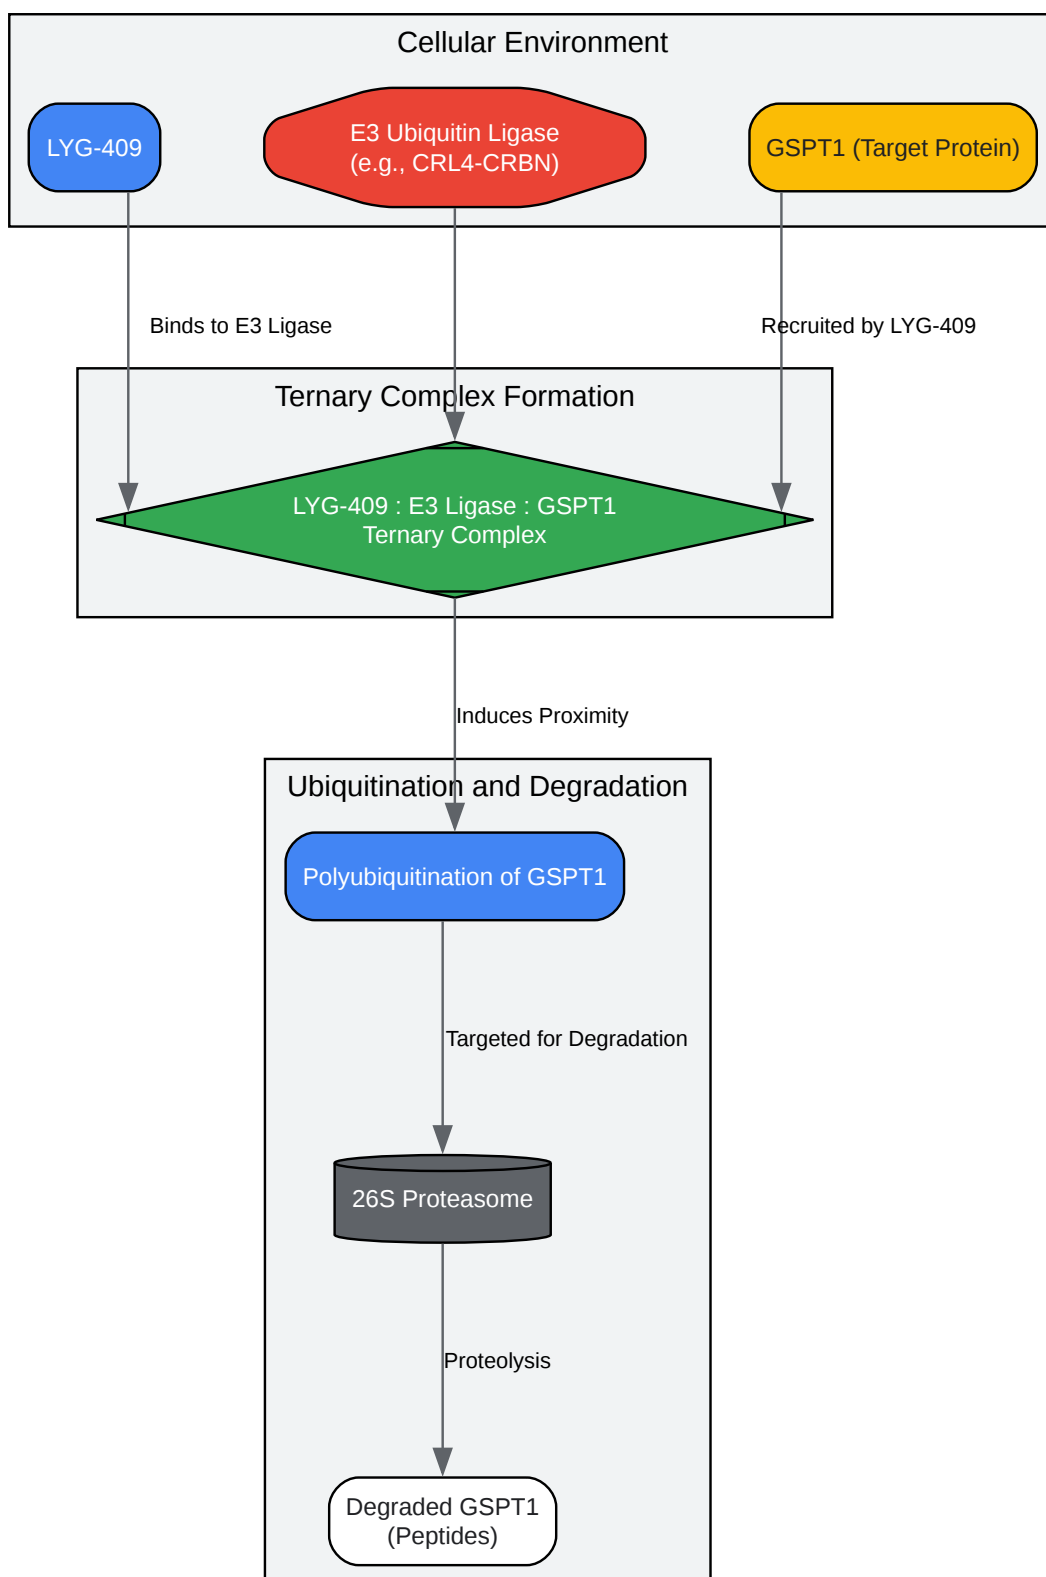 Cellular Environment
LYG-409
E3 Ubiquitin Ligase
(e.g., CRL4-CRBN)
GSPT1 (Target Protein)
Binds to E3 Ligase
Recruited by LYG-409
Ternary Complex Formation
LYG-409 : E3 Ligase : GSPT1
Ternary Complex
Induces Proximity
Ubiquitination and Degradation
Polyubiquitination of GSPT1
Targeted for Degradation
26S Proteasome
Proteolysis
Degraded GSPT1
(Peptides)